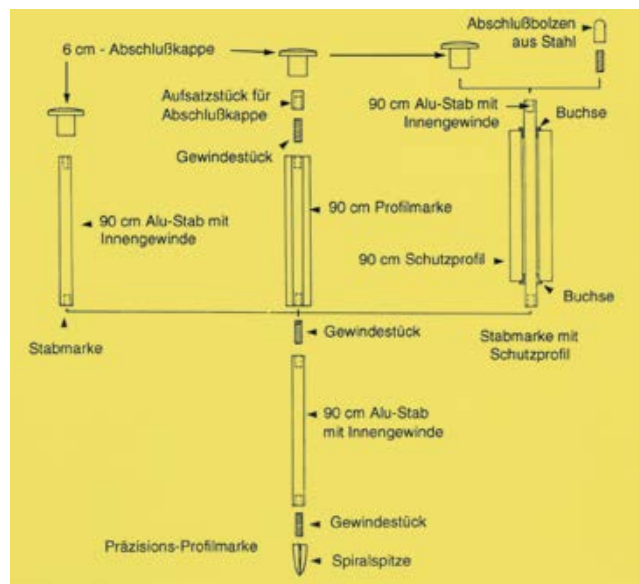 Abschlußbolzen
aus Stahl
6 cm - Abschlußkappe
Aufsatzstück für
Abschlußkappe
90 cm Alu-Stab mit
Innengewinde
Buchse
Gewindestück
90 cm Alu-Stab mit
Innengewinde
90 cm Profilmarke
90 cm Schutzprofil
Buchse
Stabmarke
Gewindestück
Stabmarke mit
Schutzprofil
90 cm Alu-Stab
mit Innengewinde
Gewindestück
Präzisions-Profilmarke
Spiralspitze